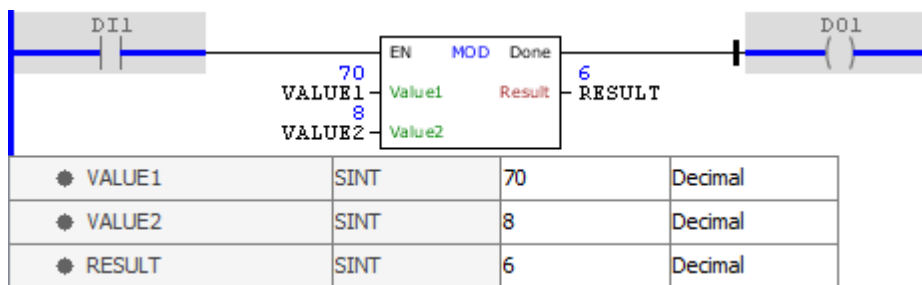 DI1 DO1
EN MOD Done
70 6
VALUE1 Value1 Result RESULT
8
VALUE2 Value2
VALUE1 SINT 70 Decimal
VALUE2 SINT 8 Decimal
RESULT SINT 6 Decimal